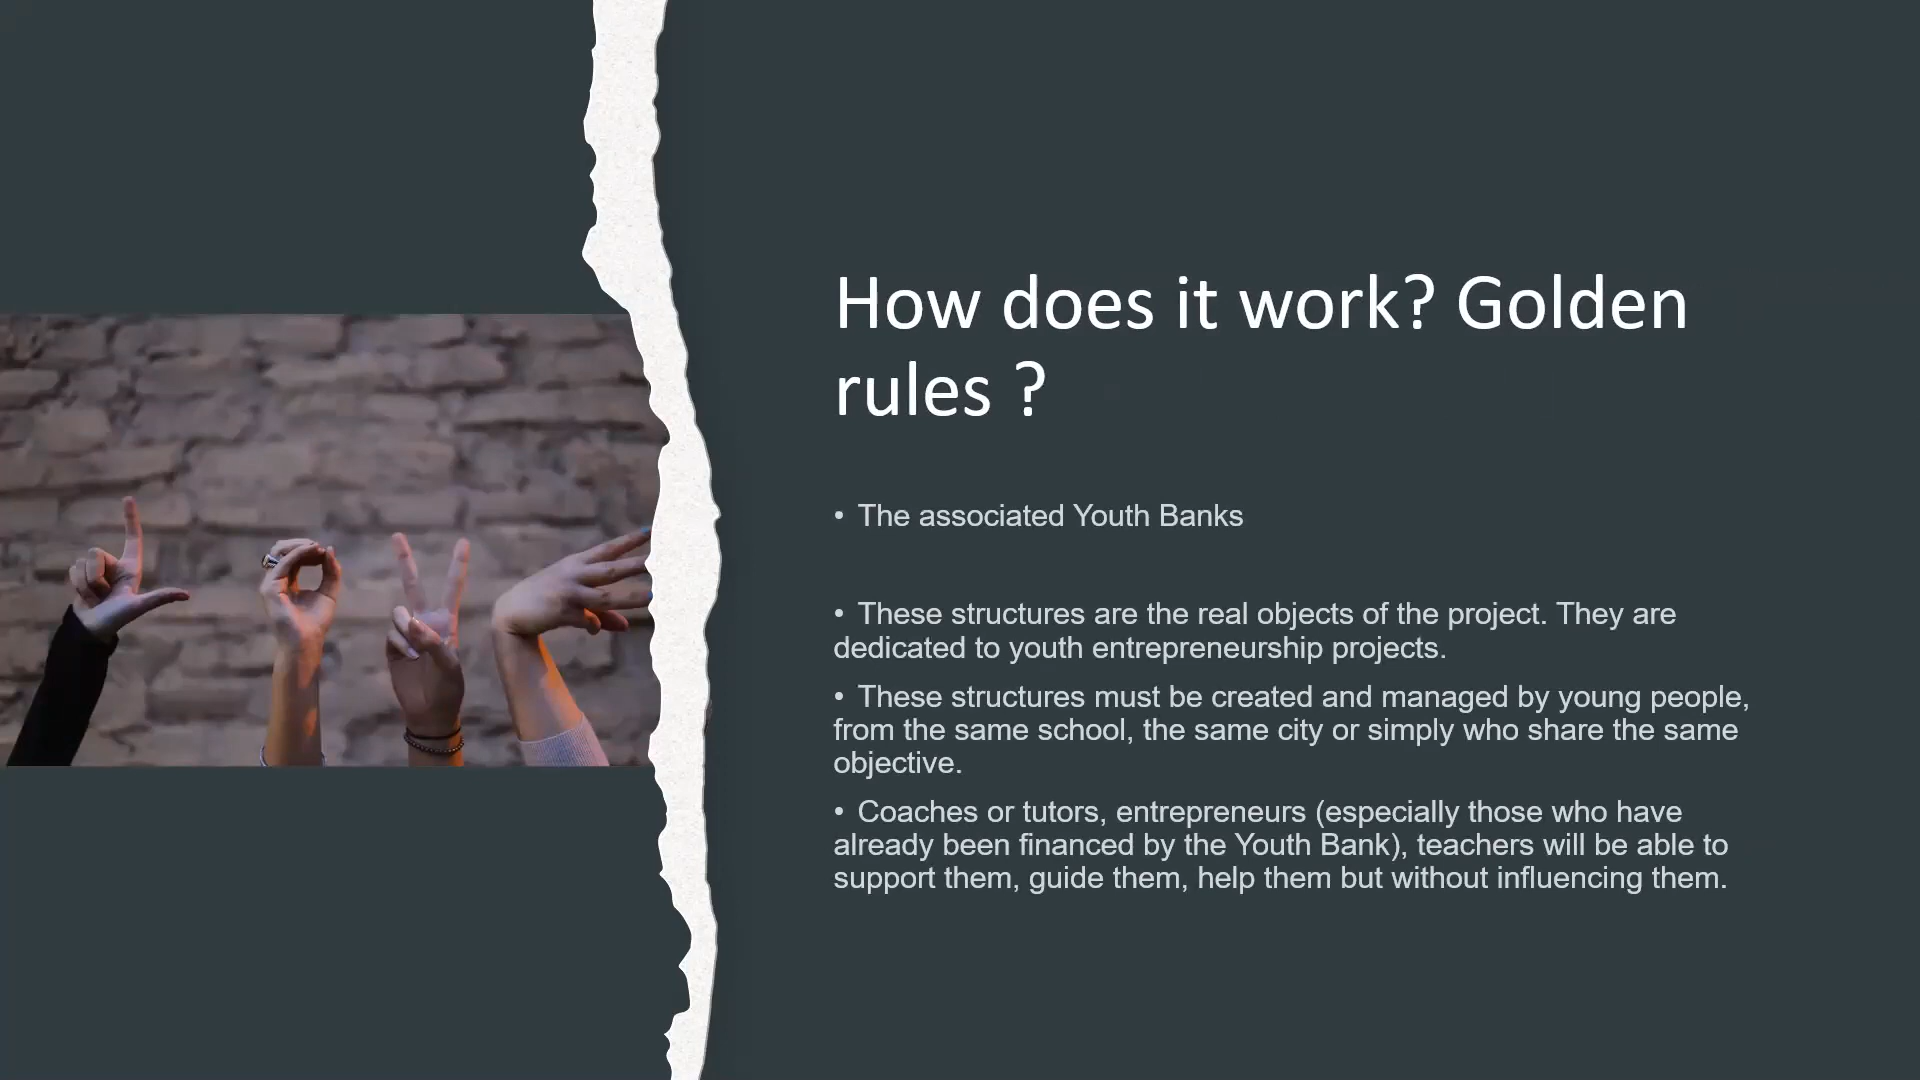 How does it work? Golden
rules ?
• The associated Youth Banks
• These structures are the real objects of the project. They are
dedicated to youth entrepreneurship projects.
• These structures must be created and managed by young people,
from the same school, the same city or simply who share the same
objective.
• Coaches or tutors, entrepreneurs (especially those who have
already been financed by the Youth Bank), teachers will be able to
support them, guide them, help them but without influencing them.